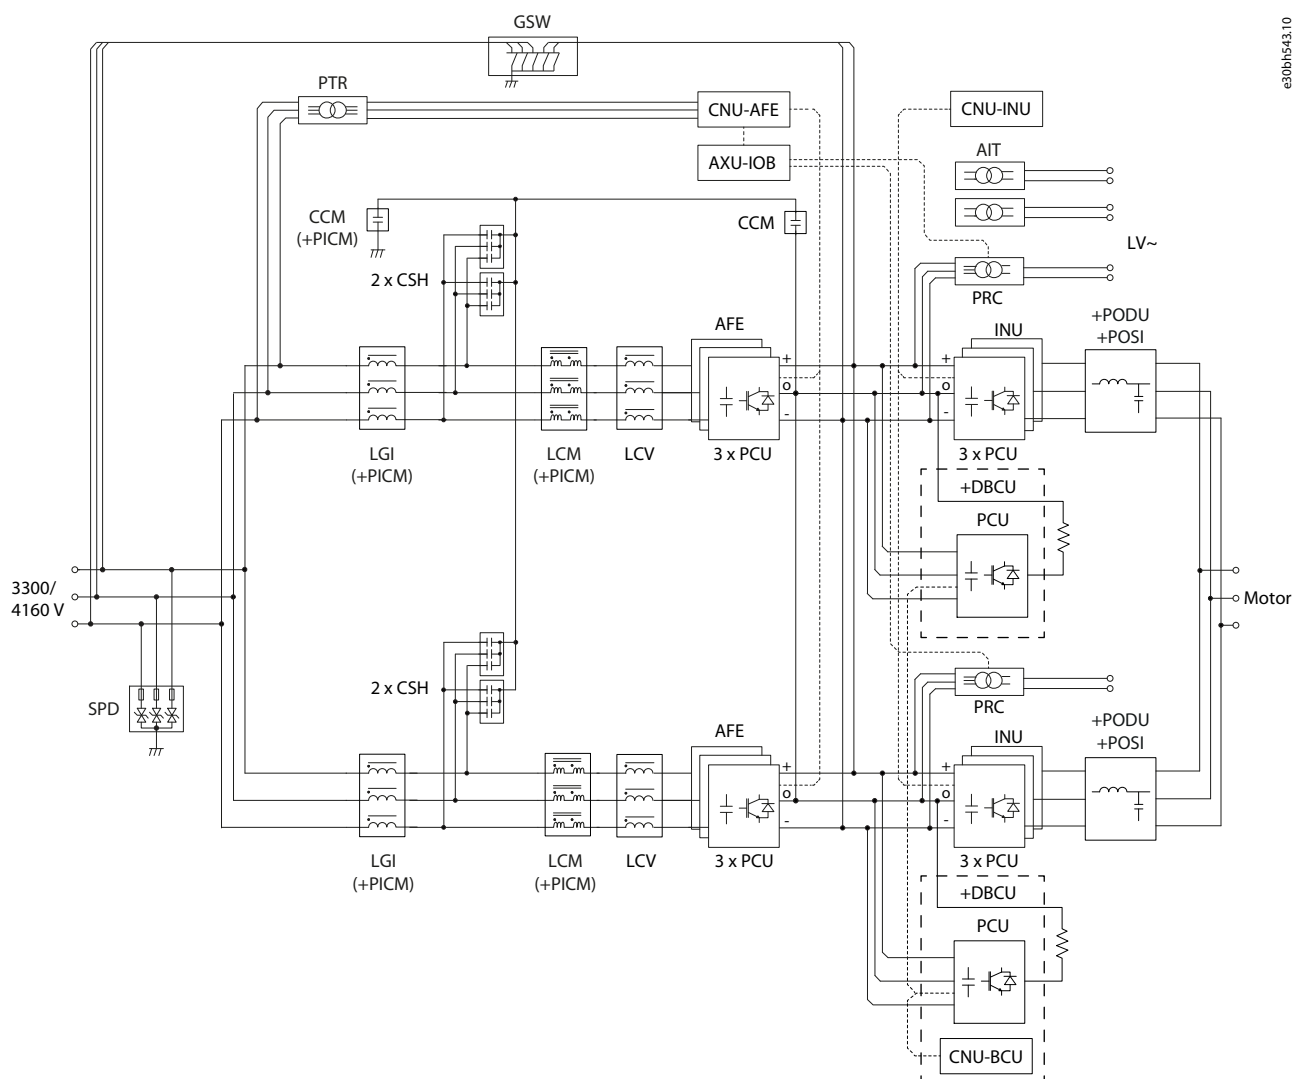 GSW
e30bh543.10
PTR
CNU-AFE
CNU-INU
AXU-IOB
AIT
CCM
(+PICM)
CCM
LV~
2 x CSH
PRC
+PODU
+POSI
AFE
INU
+
o
-
+
o
-
LGI
(+PICM)
LCM
(+PICM)
LCV
3 x PCU
3 x PCU
+DBCU
PCU
3300/
4160 V
Motor
2 x CSH
SPD
PRC
+PODU
+POSI
AFE
INU
+
o
-
+
o
-
LGI
(+PICM)
LCM
(+PICM)
LCV
3 x PCU
3 x PCU
+DBCU
PCU
CNU-BCU